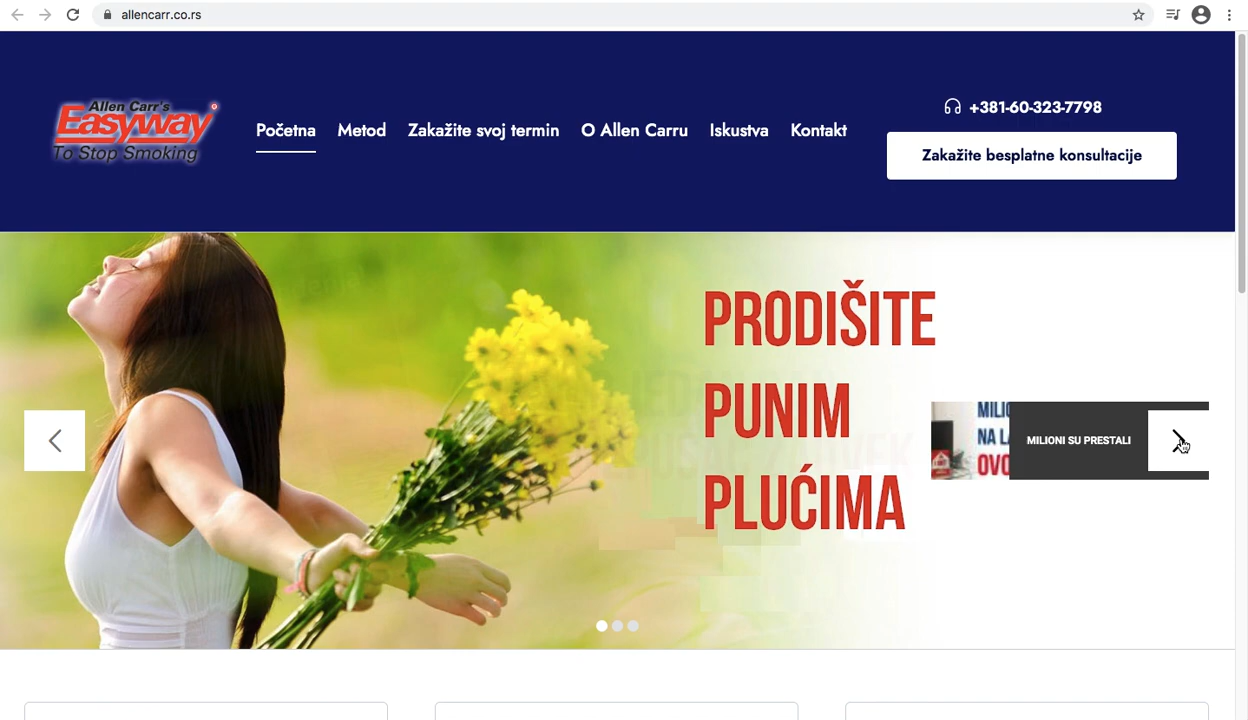 allencarr.co.rs
Allen Carr's
Easyway
To Stop Smoking
Početna
Metod
Zakažite svoj termin
O Allen Carru
Iskustva
Kontakt
+381-60-323-7798
Zakažite besplatne konsultacije
PRODIŠITE
PUNIM
PLUĆIMA
MILIONI SU PRESTALI